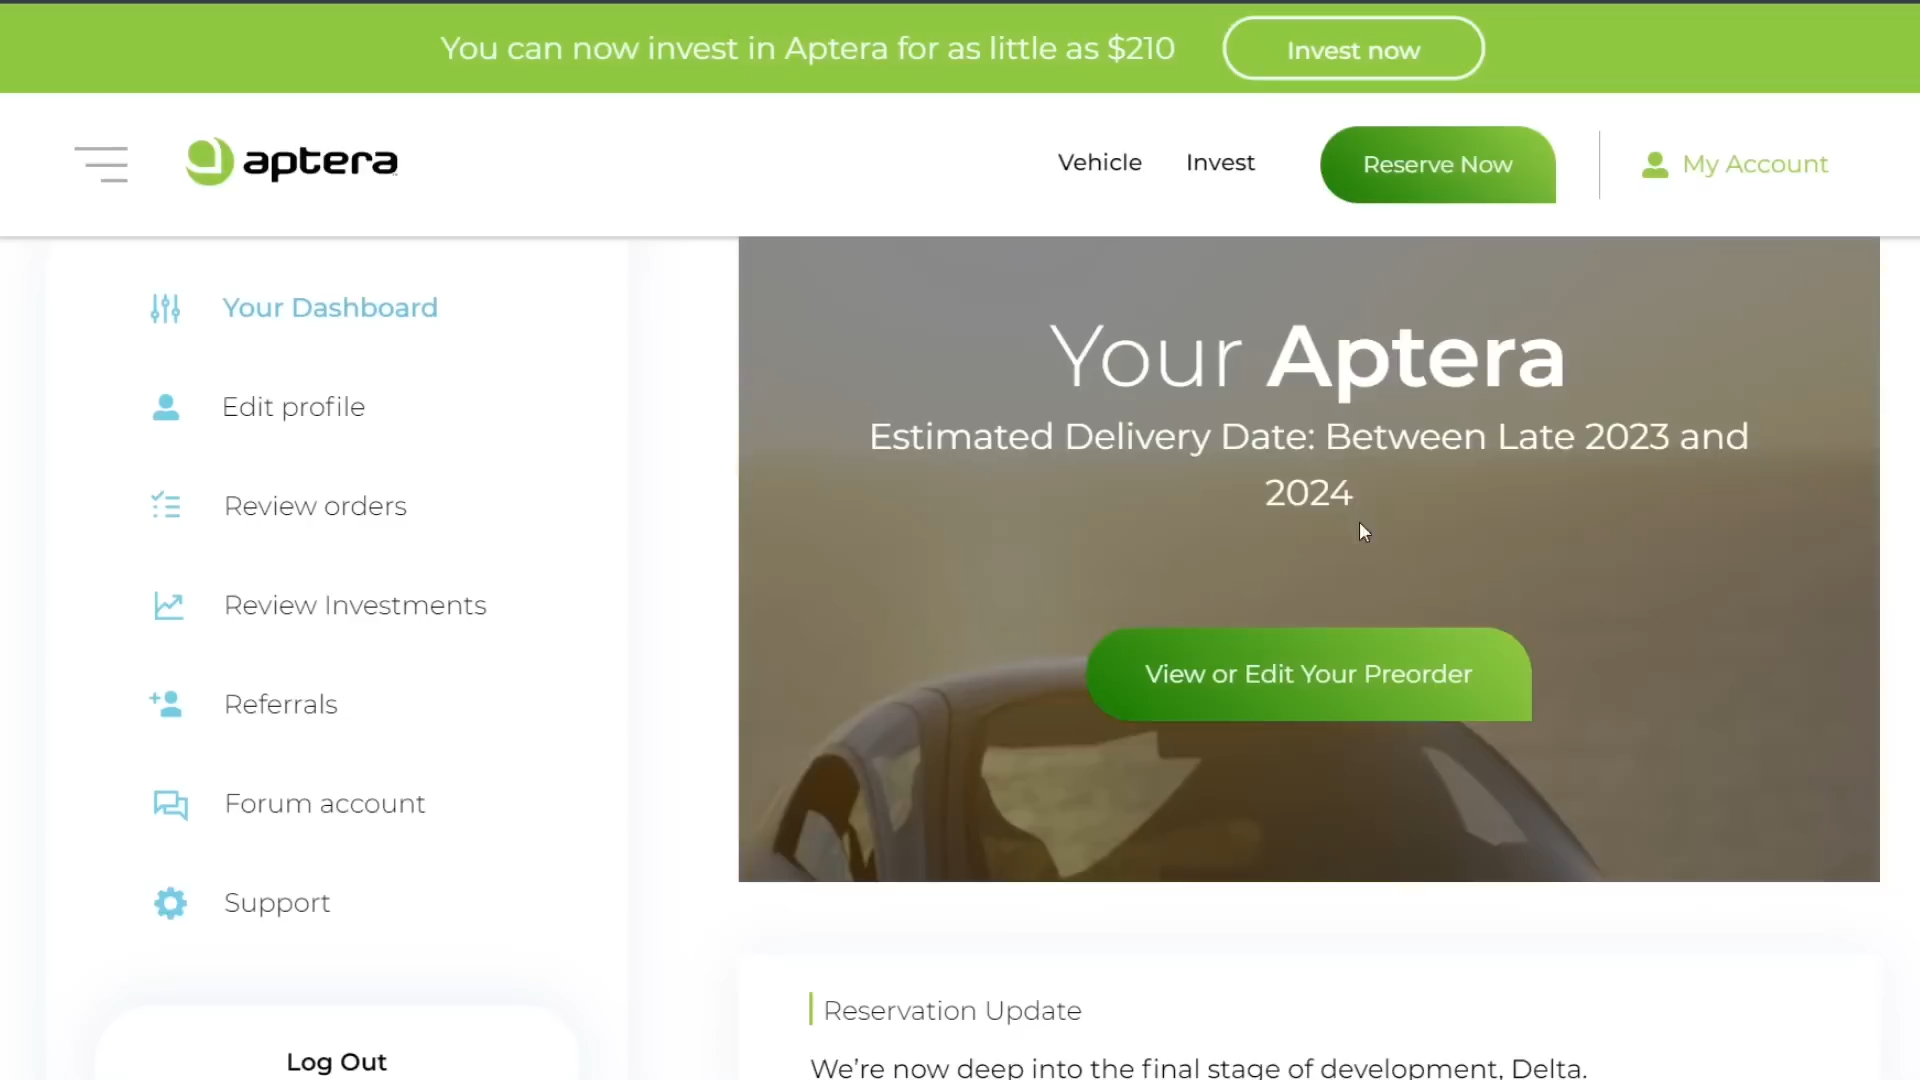 You can now invest in Aptera for as little as $210
Invest now
aptera
Vehicle
Invest
Reserve Now
My Account
Your Dashboard
Edit profile
Review orders
Review Investments
Referrals
Forum account
Support
Log Out
Your Aptera
Estimated Delivery Date: Between Late 2023 and
2024
View or Edit Your Preorder
Reservation Update
We’re now deep into the final stage of development, Delta.